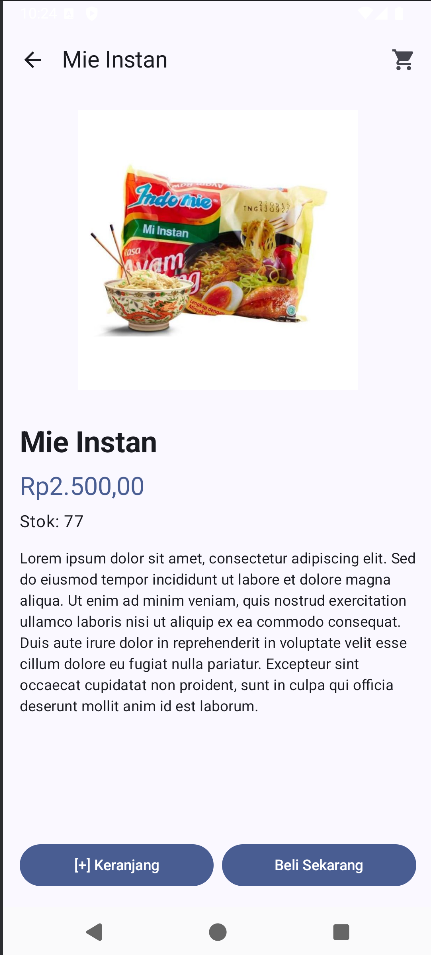 10:24
Mie Instan
Indomie
Mi Instan
Ayam
Mie Instan
Rp2.500,00
Stok: 77
Lorem ipsum dolor sit amet, consectetur adipiscing elit. Sed
do eiusmod tempor incididunt ut labore et dolore magna
aliqua. Ut enim ad minim veniam, quis nostrud exercitation
ullamco laboris nisi ut aliquip ex ea commodo consequat.
Duis aute irure dolor in reprehenderit in voluptate velit esse
cillum dolore eu fugiat nulla pariatur. Excepteur sint
occaecat cupidatat non proident, sunt in culpa qui officia
deserunt mollit anim id est laborum.
[+] Keranjang
Beli Sekarang